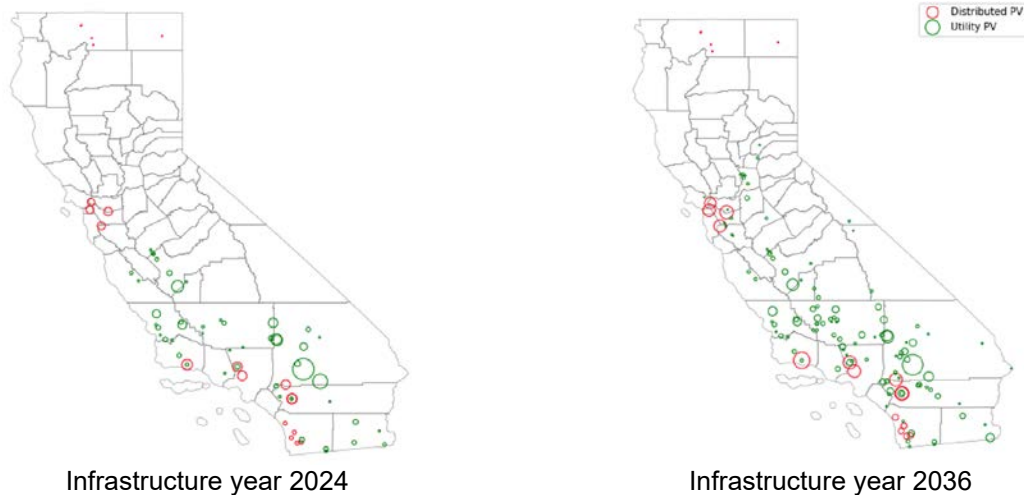 Distributed PV
Utility PV
Infrastructure year 2024
Infrastructure year 2036